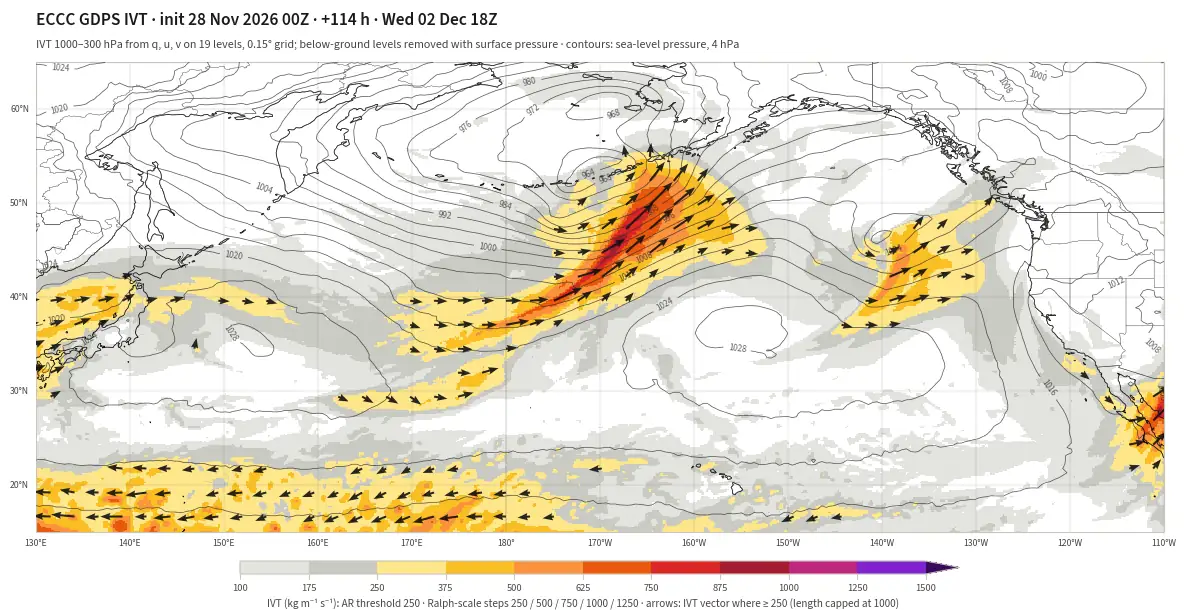 ECCC GDPS IVT · init 28 Nov 2026 00Z · +114 h · Wed 02 Dec 18Z
IVT 1000–300 hPa from q, u, v on 19 levels, 0.15° grid; below-ground levels removed with surface pressure · contours: sea-level pressure, 4 hPa
1024
980
1000
1008
60°N
1020
972
968
976
964
50°N
1004
984
992
1000
1020
1008
1024
40°N
1024
1012
1020
1028
1028
1008
30°N
1016
20°N
130°E 140°E 150°E 160°E 170°E 180° 170°W 160°W 150°W 140°W 130°W 120°W 110°W
100 175 250 375 500 625 750 875 1000 1250 1500
IVT (kg m⁻¹ s⁻¹): AR threshold 250 · Ralph-scale steps 250 / 500 / 750 / 1000 / 1250 · arrows: IVT vector where ≥ 250 (length capped at 1000)